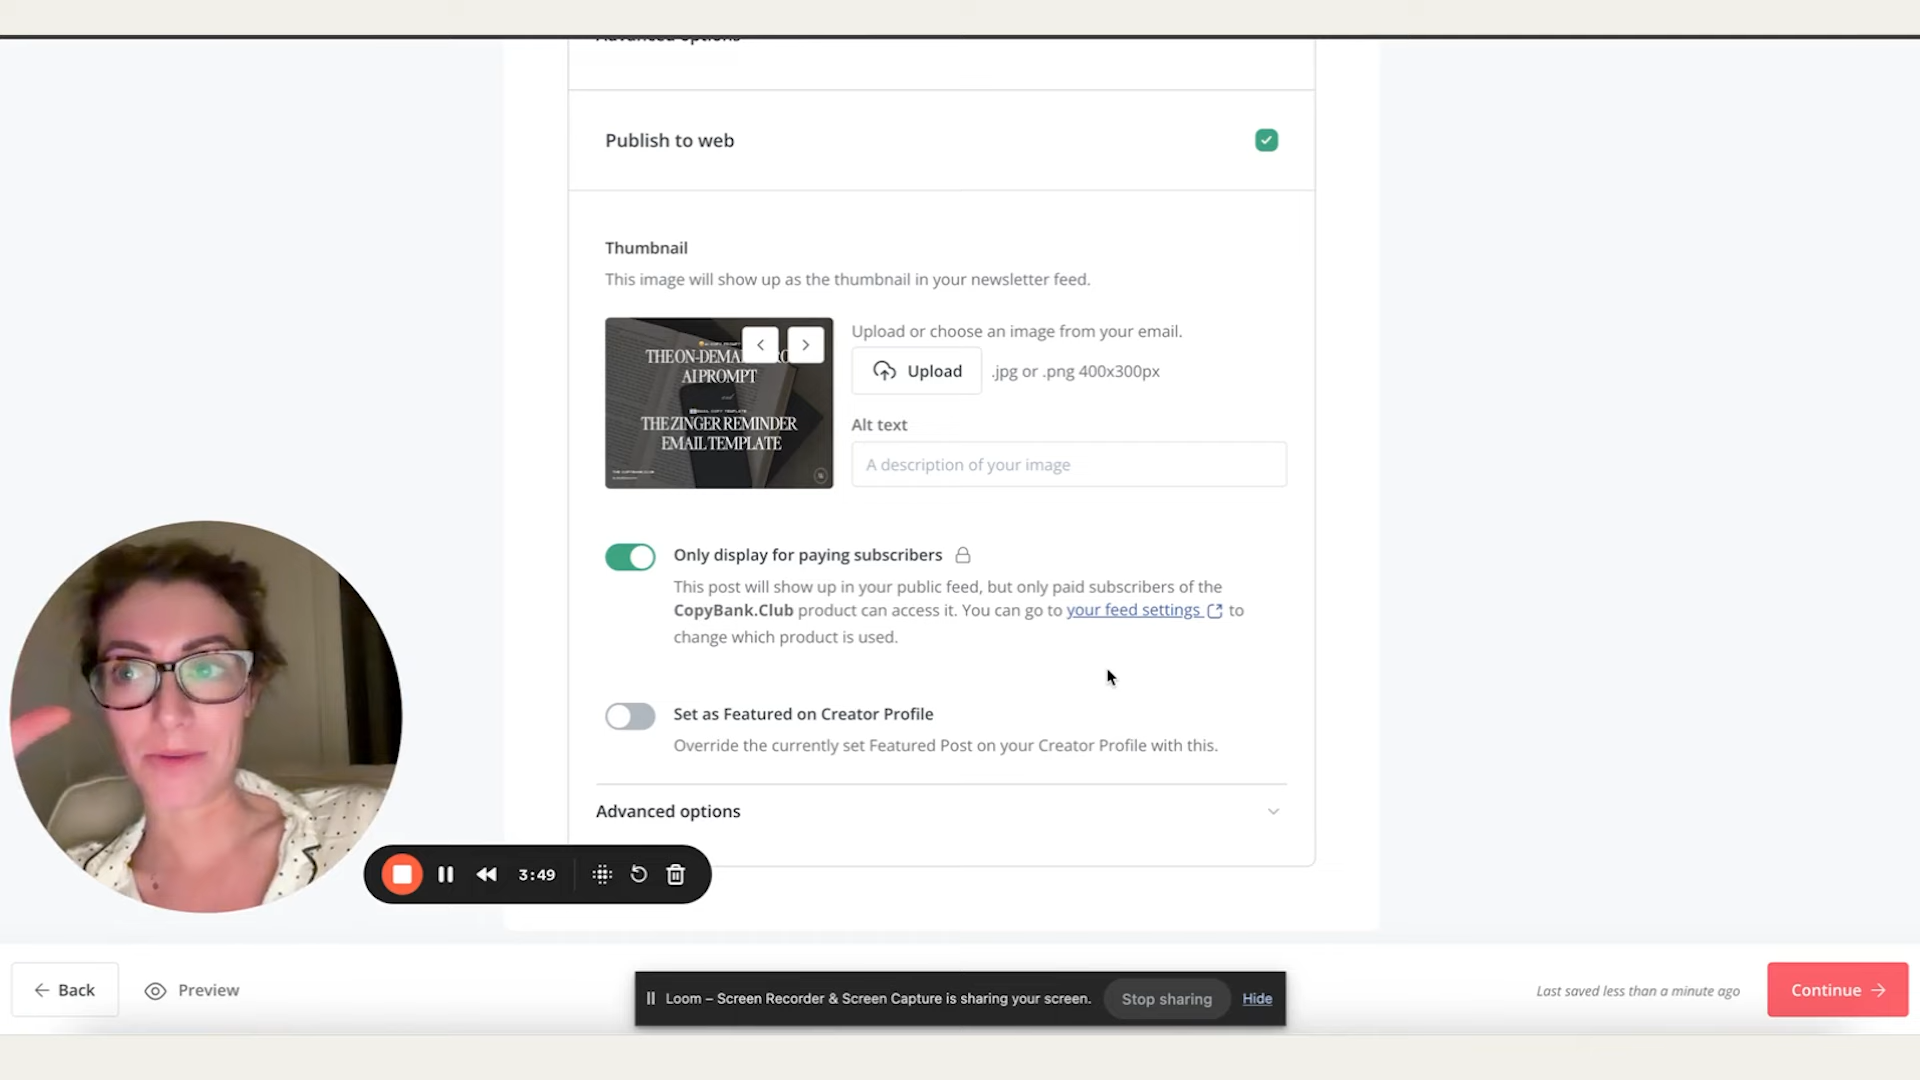 Advanced options
Publish to web
Thumbnail
This image will show up as the thumbnail in your newsletter feed.
THE ON-DEMA
AI PROMPT
and
THE ZINGER REMINDER
EMAIL TEMPLATE
Upload or choose an image from your email.
Upload
.jpg or .png 400x300px
Alt text
A description of your image
Only display for paying subscribers
This post will show up in your public feed, but only paid subscribers of the
CopyBank.Club product can access it. You can go to your feed settings to
change which product is used.
Set as Featured on Creator Profile
Override the currently set Featured Post on your Creator Profile with this.
Advanced options
3:49
Back
Preview
Loom – Screen Recorder & Screen Capture is sharing your screen.
Stop sharing
Hide
Last saved less than a minute ago
Continue